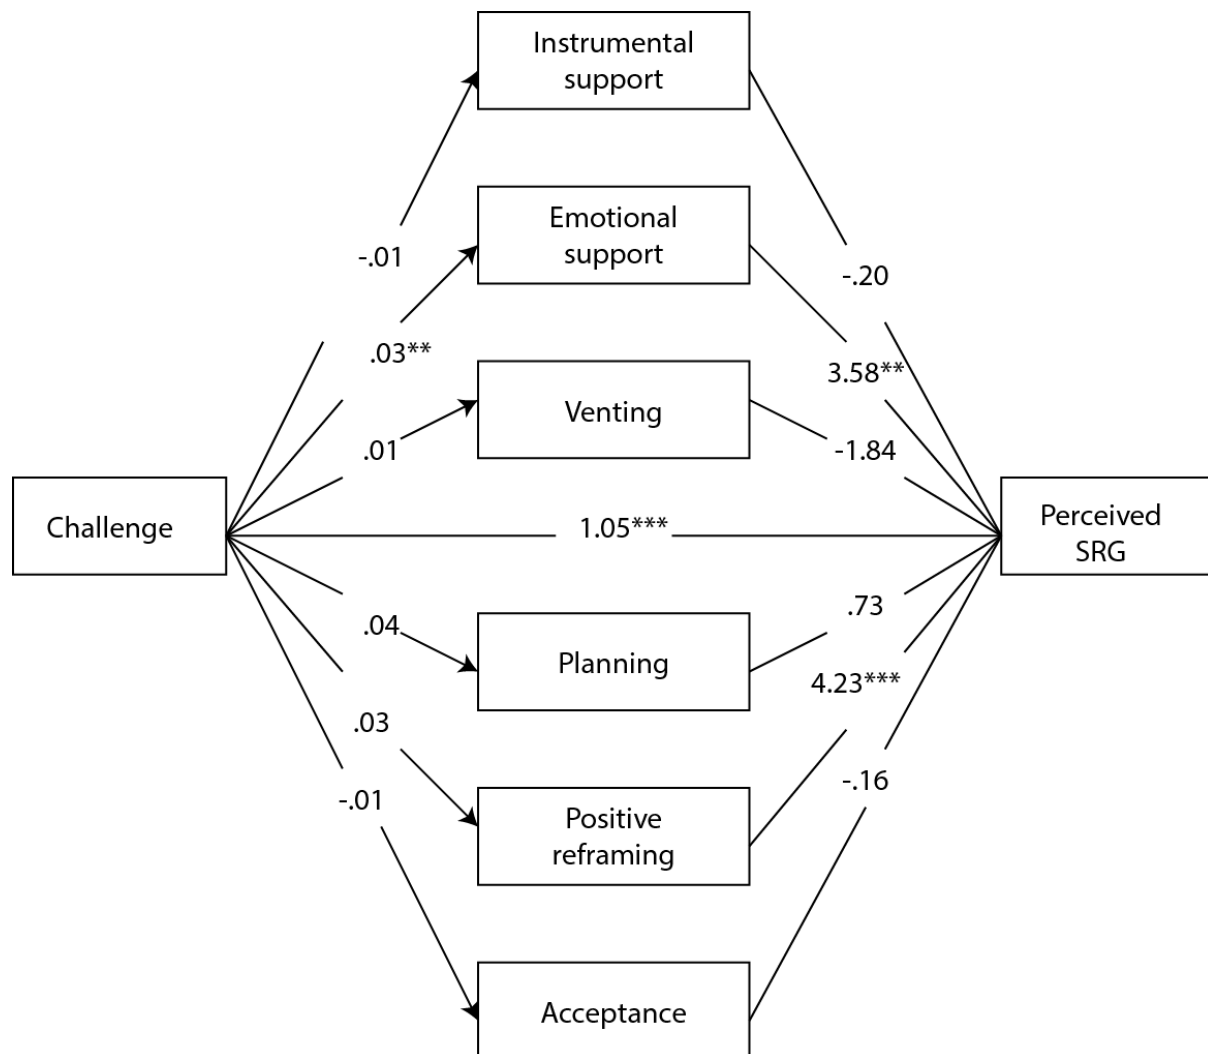 Instrumental
support
Emotional
support
-.01
-.20
.03**
3.58**
Venting
.01
-1.84
Challenge
1.05***
Perceived
SRG
.04
.73
Planning
.03
4.23***
-.01
-.16
Positive
reframing
Acceptance